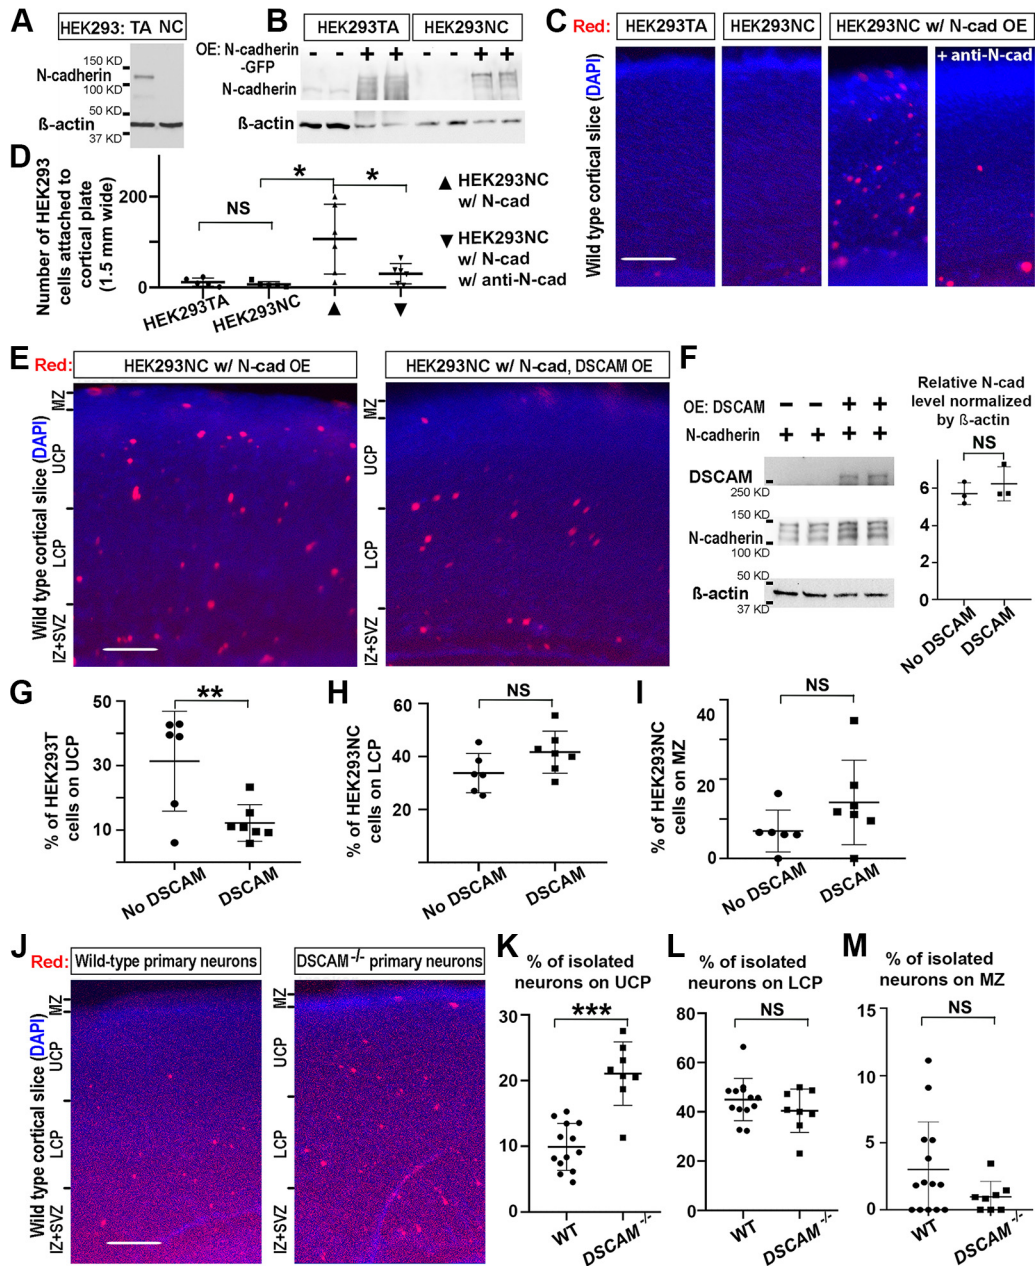 A
HEK293: TA NC
150 KD
N-cadherin
100 KD
50 KD
ß-actin
37 KD
B
HEK293TA HEK293NC
OE: N-cadherin
-GFP
- - + + - - + +
N-cadherin
ß-actin
C
Red: HEK293TA HEK293NC HEK293NC w/ N-cad OE
+ anti-N-cad
Wild type cortical slice (DAPI)
D
Number of HEK293
cells attached to
cortical plate
(1.5 mm wide)
200
0
NS
*
*
HEK293TA
HEK293NC
▲
▼
▲ HEK293NC
w/ N-cad
▼ HEK293NC
w/ N-cad
w/ anti-N-cad
E
Red: HEK293NC w/ N-cad OE HEK293NC w/ N-cad, DSCAM OE
Wild type cortical slice (DAPI)
MZ
UCP
LCP
IZ+SVZ
MZ
UCP
LCP
IZ+SVZ
F
OE: DSCAM - - + +
N-cadherin + + + +
DSCAM
250 KD
150 KD
N-cadherin
100 KD
50 KD
ß-actin
37 KD
Relative N-cad
level normalized
by ß-actin
NS
6
4
2
0
No DSCAM
DSCAM
G
% of HEK293T
cells on UCP
50
30
10
**
No DSCAM
DSCAM
H
% of HEK293NC
cells on LCP
60
40
20
NS
No DSCAM
DSCAM
I
% of HEK293NC
cells on MZ
40
20
0
NS
No DSCAM
DSCAM
J
Red: Wild-type primary neurons DSCAM-/- primary neurons
Wild type cortical slice (DAPI)
MZ
UCP
LCP
IZ+SVZ
MZ
UCP
LCP
IZ+SVZ
K
% of isolated
neurons on UCP
***
30
20
10
0
WT
DSCAM-/-
L
% of isolated
neurons on LCP
NS
80
60
40
20
0
WT
DSCAM-/-
M
% of isolated
neurons on MZ
NS
15
10
5
0
WT
DSCAM-/-